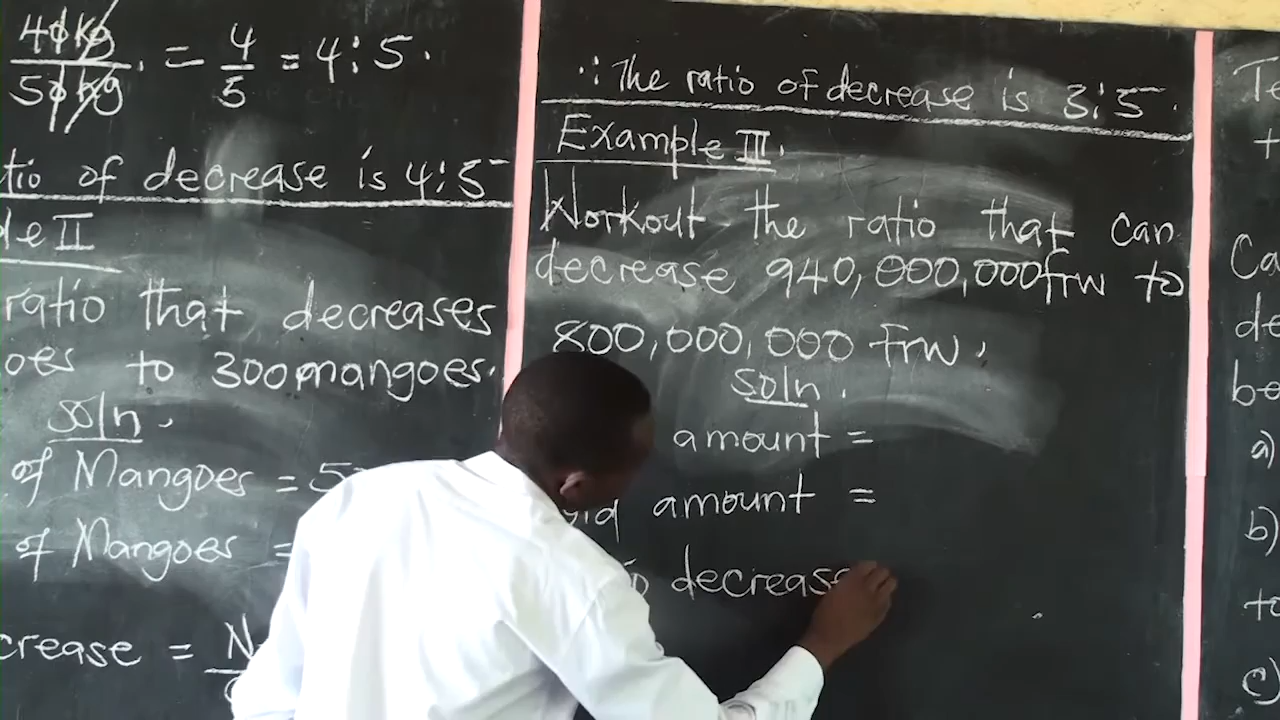 40kg
50kg = 4/5 = 4:5.
tio of decrease is 4:5
le II
ratio that decreases
oes to 300mangoes.
soln.
of Mangoes = 5
of Mangoes =
crease = N
∴ The ratio of decrease is 3:5.
Example III.
Workout the ratio that can
decrease 940,000,000frw to
800,000,000 Frw.
soln.
amount =
amount =
decrease
Te
Ca
de
be
a)
b)
to
c)